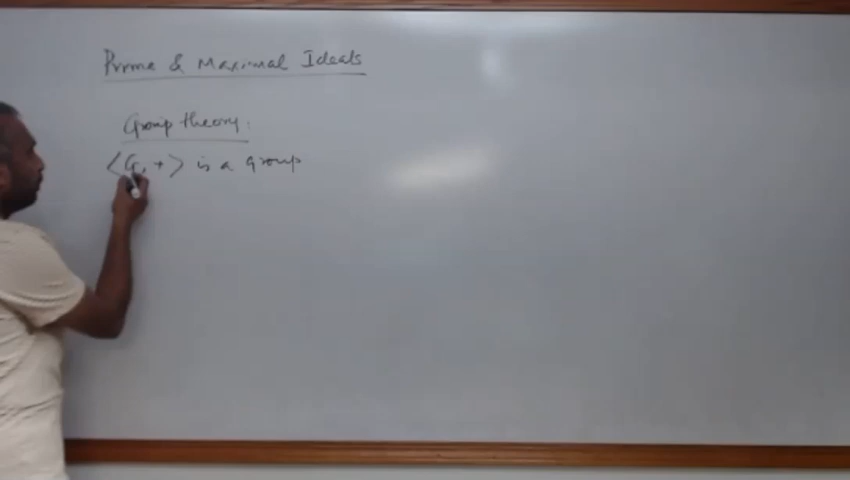 Prime & Maximal Ideals
Group theory.
<G, +> is a Group